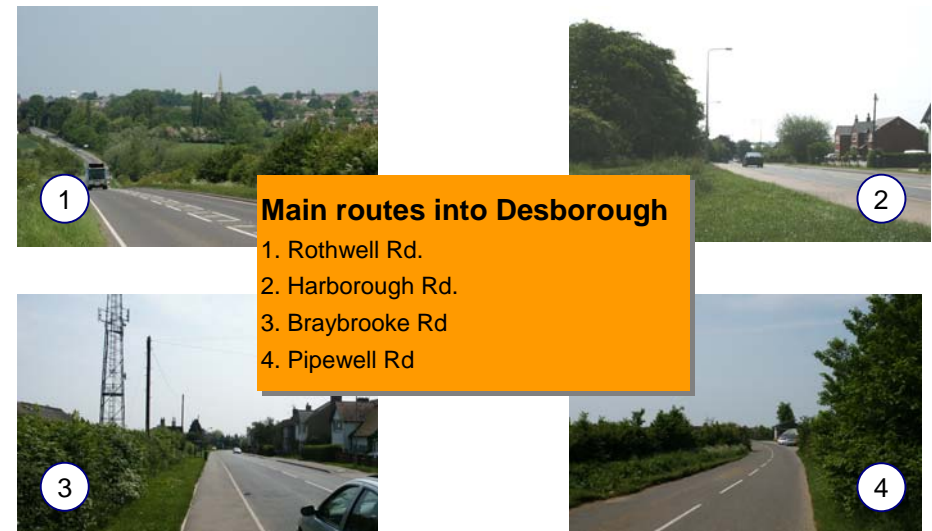 1
2
Main routes into Desborough
1. Rothwell Rd.
2. Harborough Rd.
3. Braybrooke Rd
4. Pipewell Rd
3
4